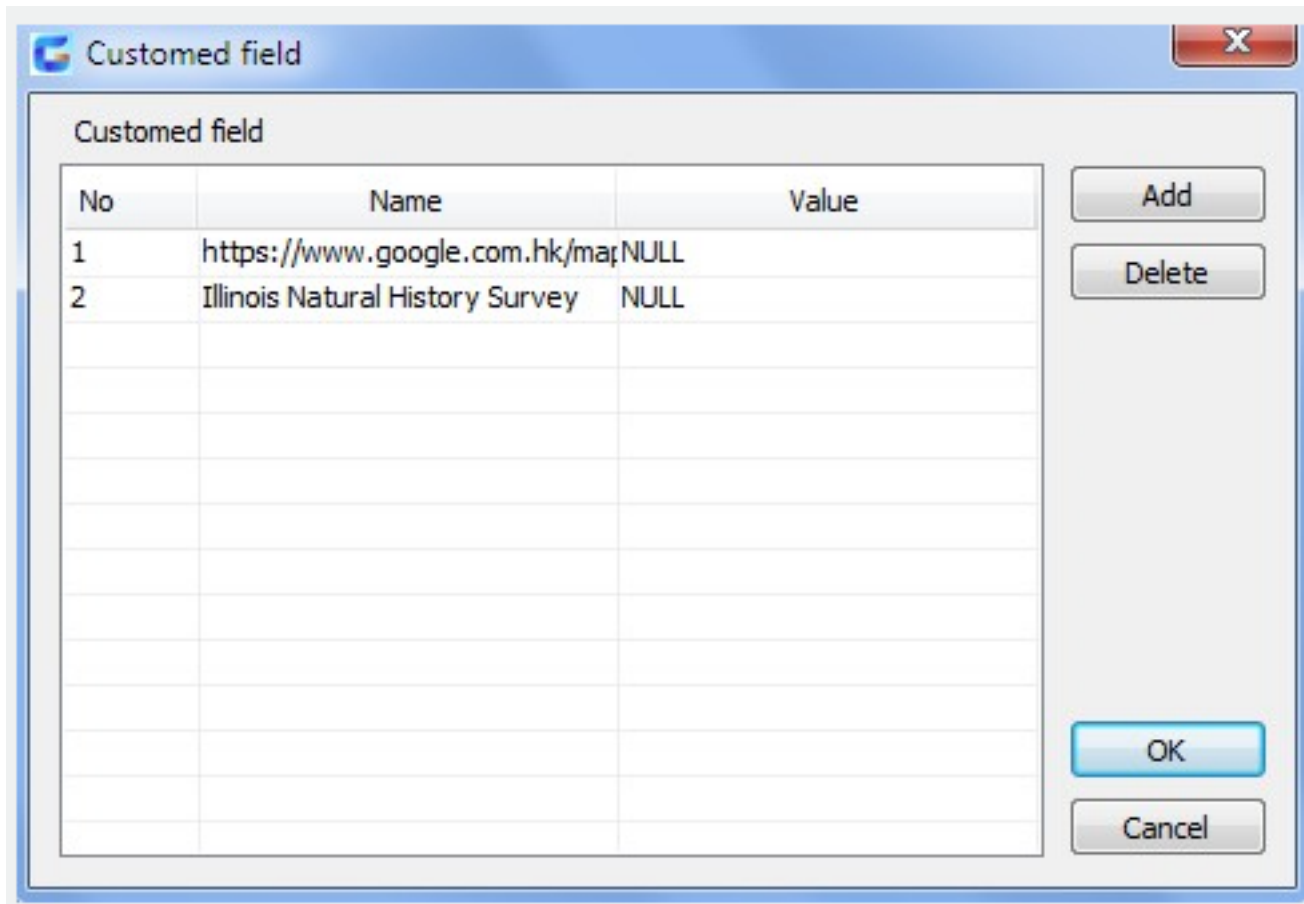 Customed field
X
Customed field
No Name Value
1 https://www.google.com.hk/map NULL
2 Illinois Natural History Survey NULL
Add
Delete
OK
Cancel